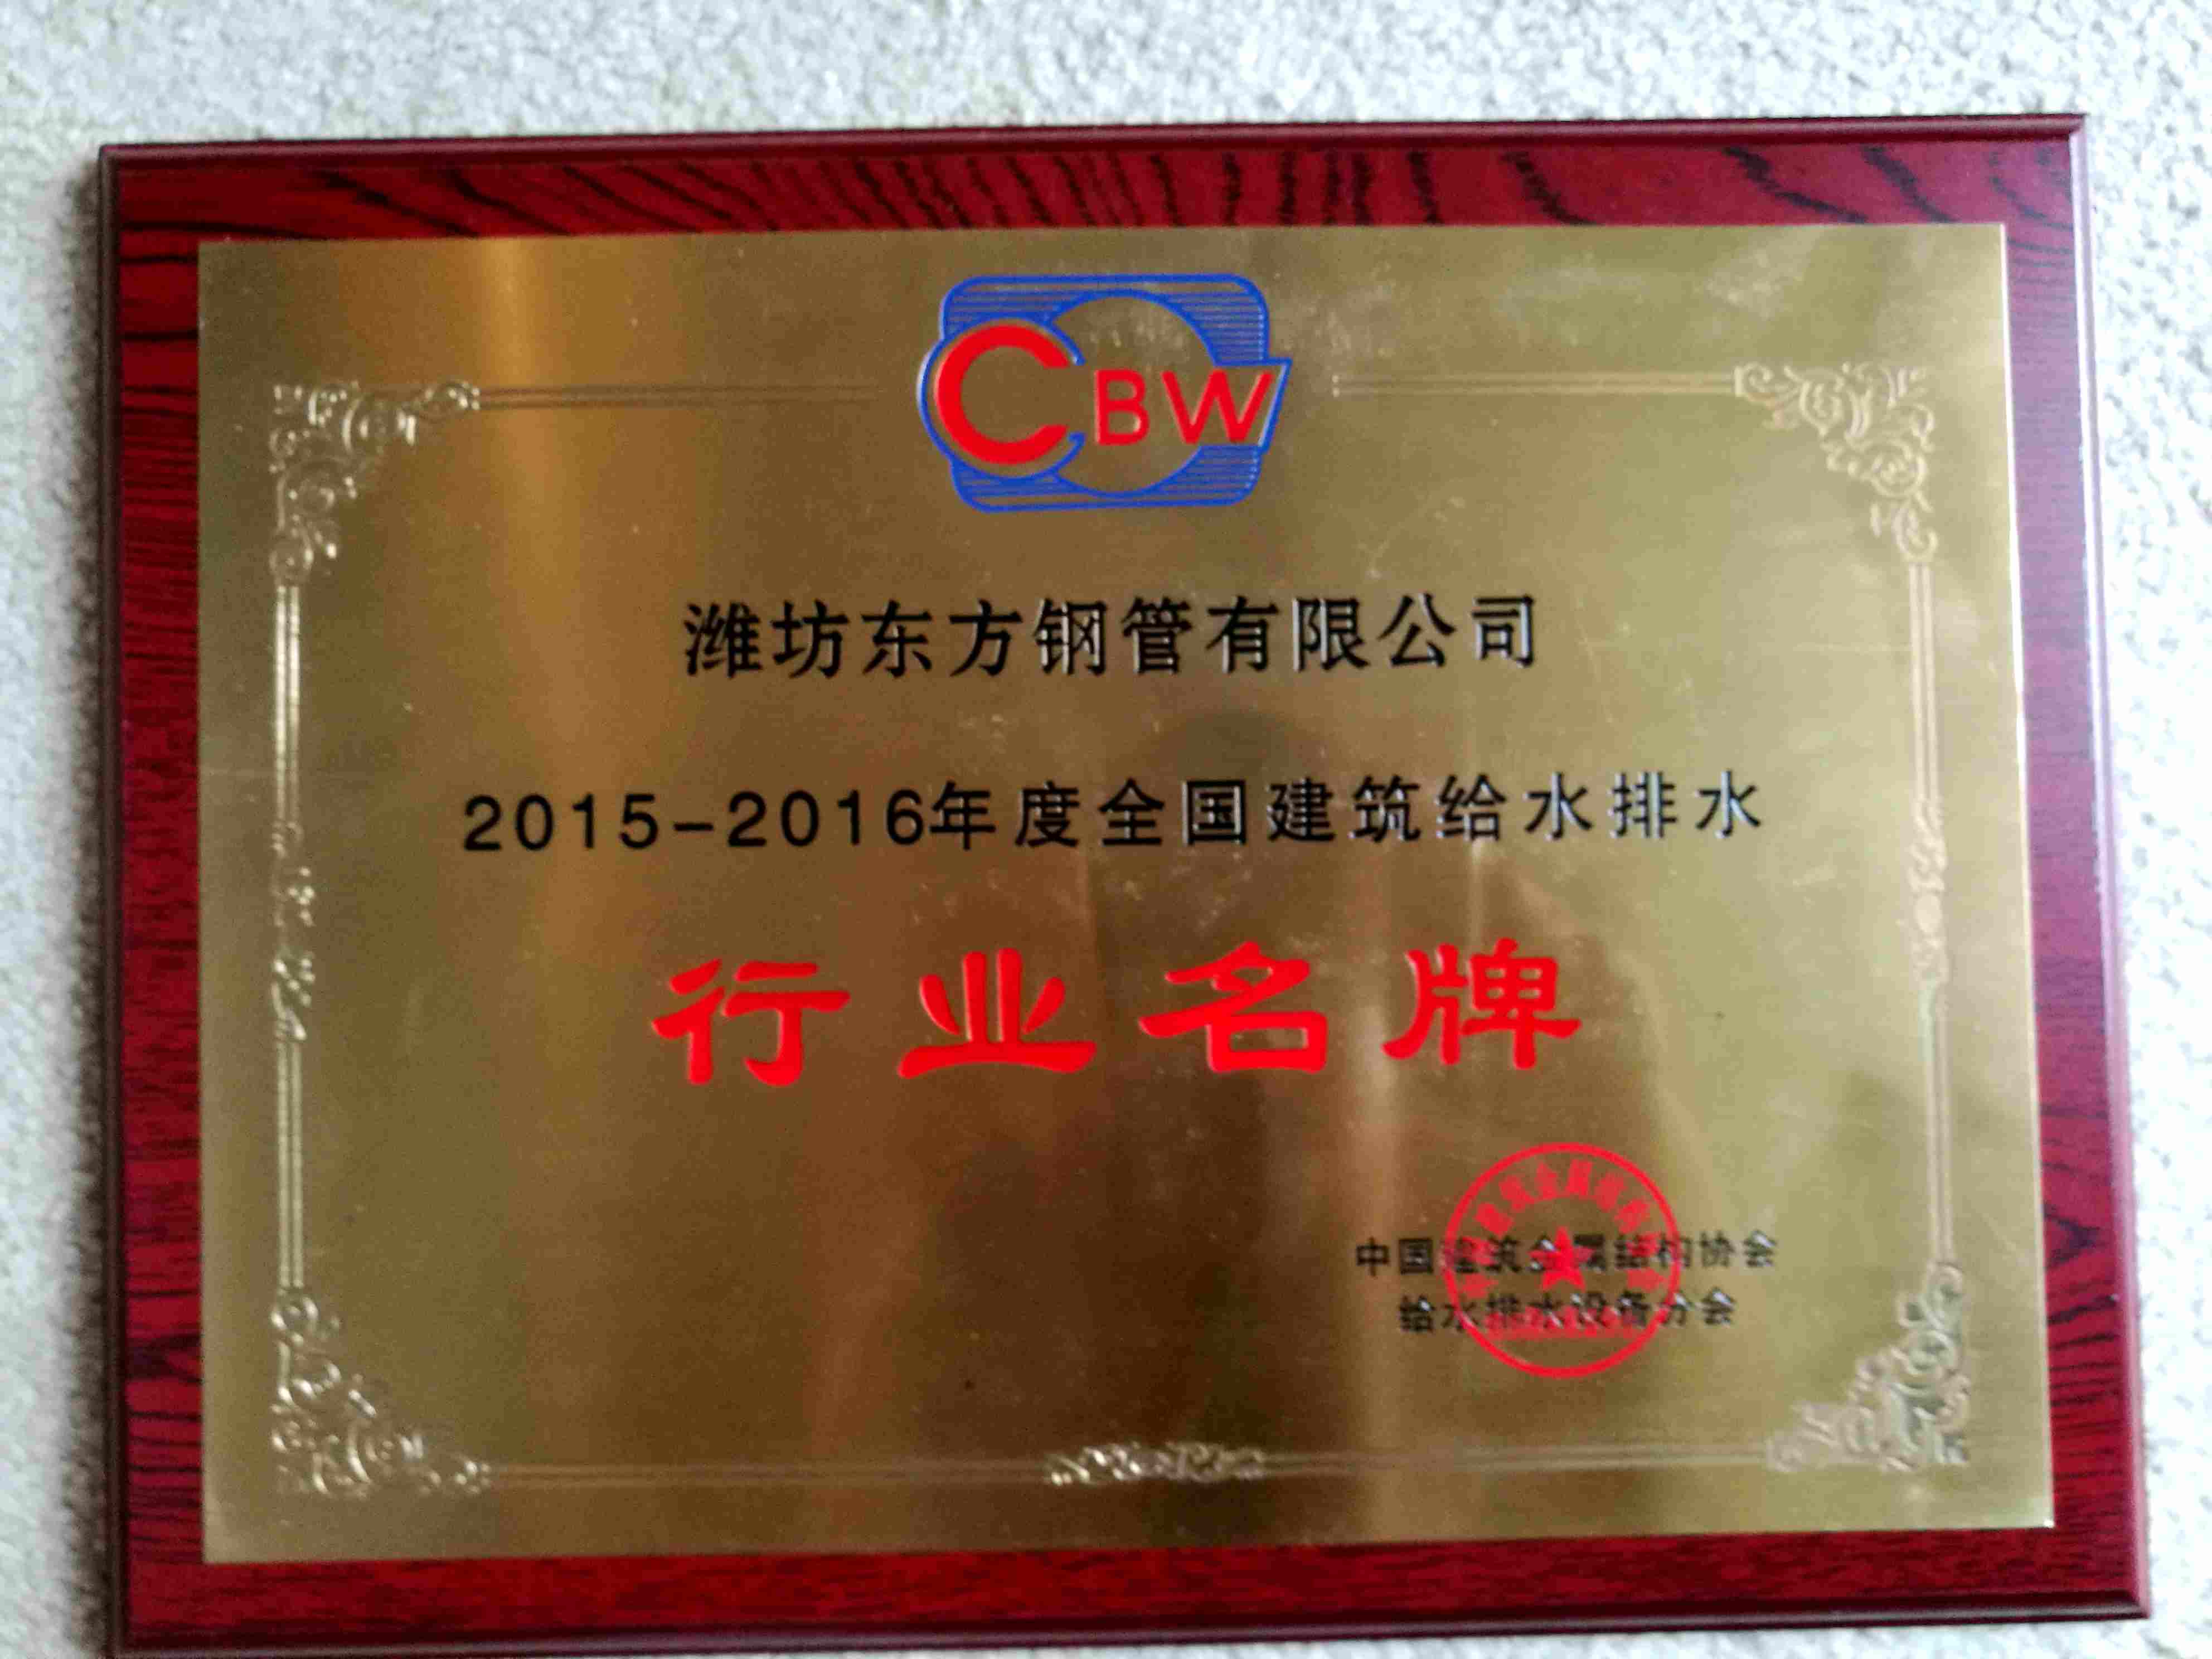 CBW
潍坊东方钢管有限公司
2015-2016年度全国建筑给水排水
行业名牌
中国建筑金属结构协会
给水排水设备分会